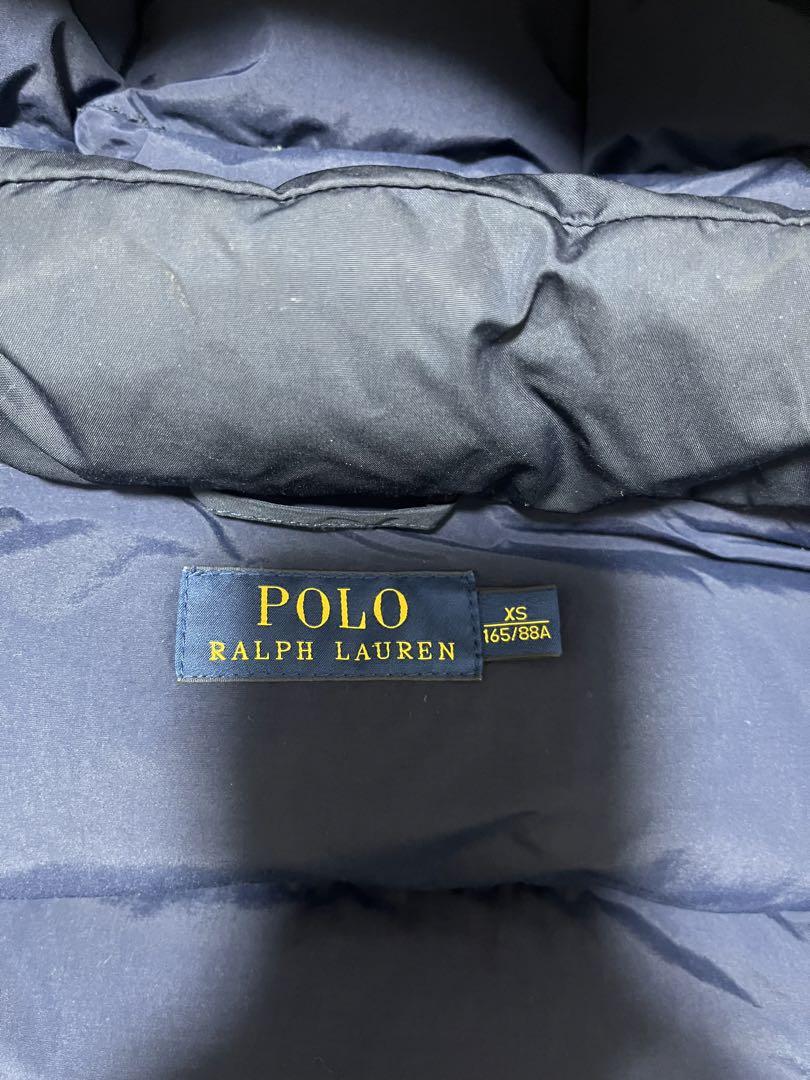 POLO
RALPH LAUREN
XS
165/88A